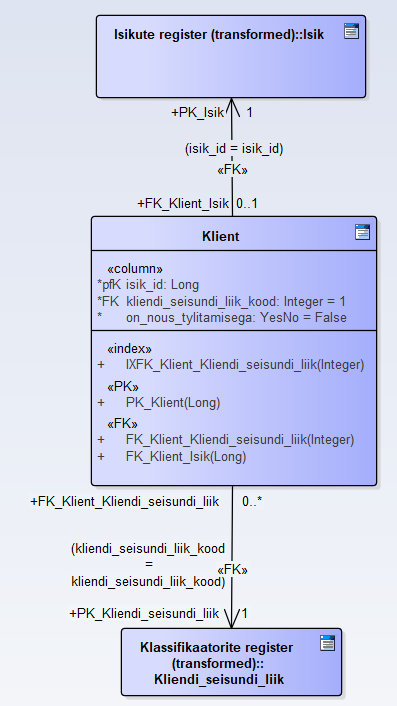 Isikute register (transformed)::Isik
+PK_Isik 1
(isik_id = isik_id)
«FK»
+FK_Klient_Isik 0..1
Klient
«column»
*pfK isik_id: Long
*FK kliendi_seisundi_liik_kood: Integer = 1
* on_nous_tylitamisega: YesNo = False
«index»
+ IXFK_Klient_Kliendi_seisundi_liik(Integer)
«PK»
+ PK_Klient(Long)
«FK»
+ FK_Klient_Kliendi_seisundi_liik(Integer)
+ FK_Klient_Isik(Long)
+FK_Klient_Kliendi_seisundi_liik 0..*
(kliendi_seisundi_liik_kood
=
«FK»
kliendi_seisundi_liik_kood)
+PK_Kliendi_seisundi_liik 1
Klassifikaatorite register
(transformed)::
Kliendi_seisundi_liik